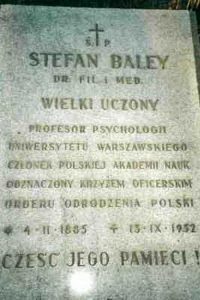 Ś. † P.
STEFAN BALEY
DR. FIL. I MED.
WIELKI UCZONY
PROFESOR PSYCHOLOGII
UNIWERSYTETU WARSZAWSKIEGO
CZŁONEK POLSKIEJ AKADEMII NAUK
ODZNACZONY KRZYŻEM OFICERSKIM
ORDERU ODRODZENIA POLSKI
* 4-II-1885 † 13-IX-1952
CZEŚĆ JEGO PAMIĘCI!